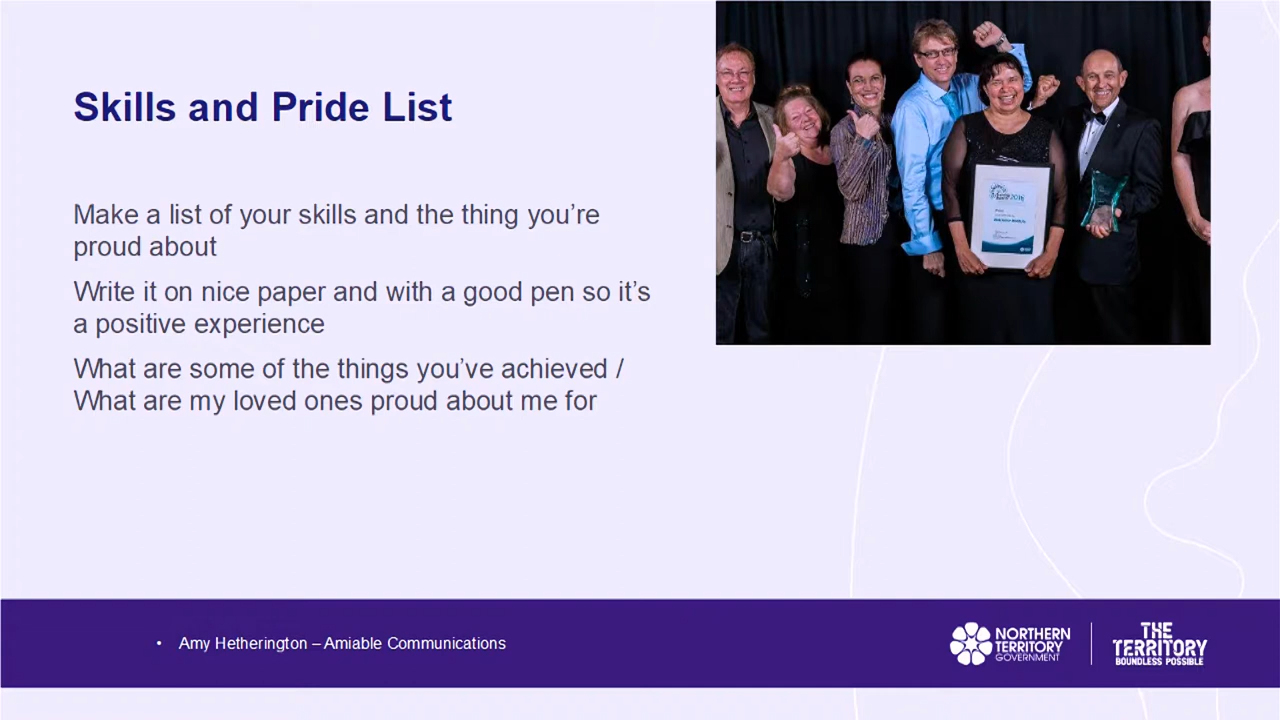 Skills and Pride List
Make a list of your skills and the thing you’re
proud about
Write it on nice paper and with a good pen so it’s
a positive experience
What are some of the things you’ve achieved /
What are my loved ones proud about me for
2016
• Amy Hetherington – Amiable Communications
NORTHERN
TERRITORY
GOVERNMENT
THE
TERRITORY
BOUNDLESS POSSIBLE